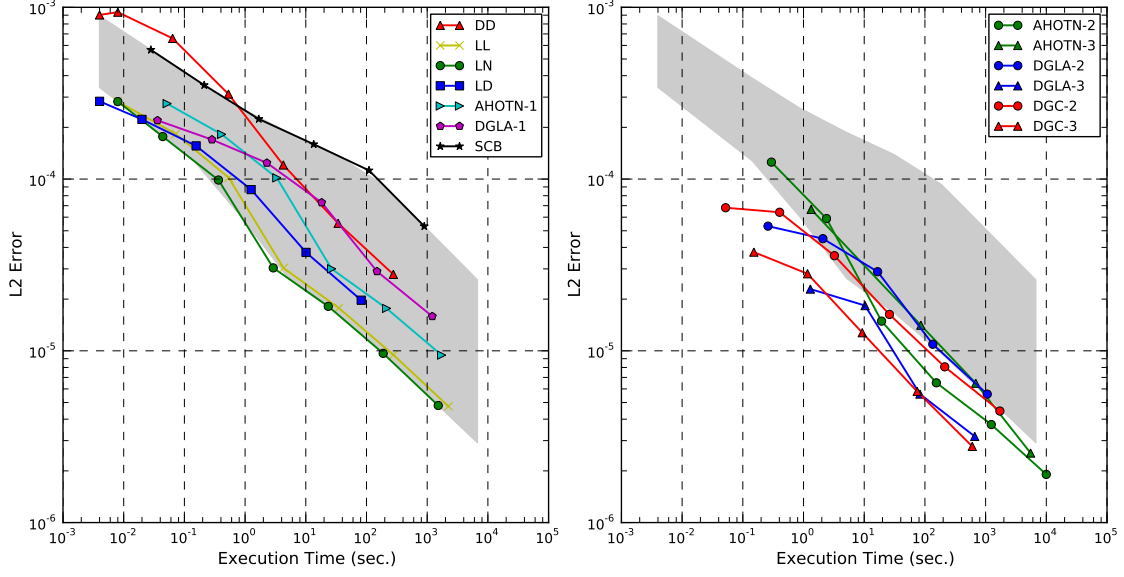 10^-3
10^-4
10^-5
10^-6
L2 Error
10^-3
10^-2
10^-1
10^0
10^1
10^2
10^3
10^4
10^5
Execution Time (sec.)
DD
LL
LN
LD
AHOTN-1
DGLA-1
SCB
10^-3
10^-4
10^-5
10^-6
L2 Error
10^-3
10^-2
10^-1
10^0
10^1
10^2
10^3
10^4
10^5
Execution Time (sec.)
AHOTN-2
AHOTN-3
DGLA-2
DGLA-3
DGC-2
DGC-3